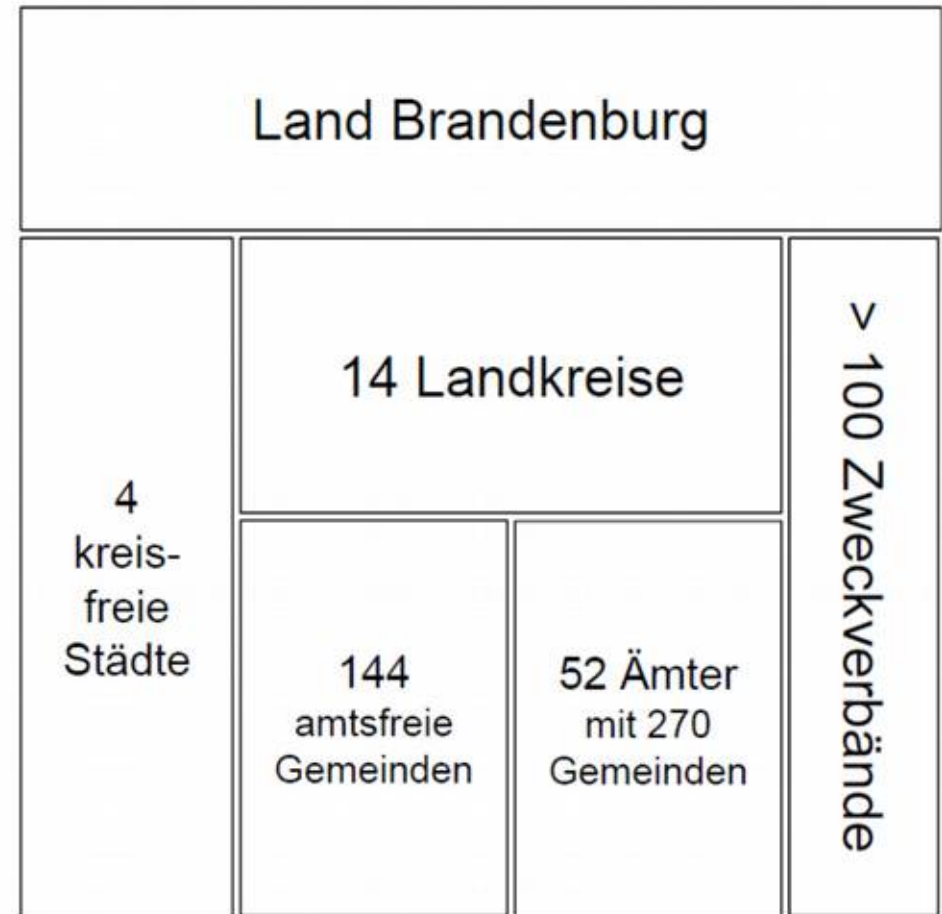 Land Brandenburg
4
kreis-
freie
Städte
14 Landkreise
144
amtsfreie
Gemeinden
52 Ämter
mit 270
Gemeinden
> 100 Zweckverbände